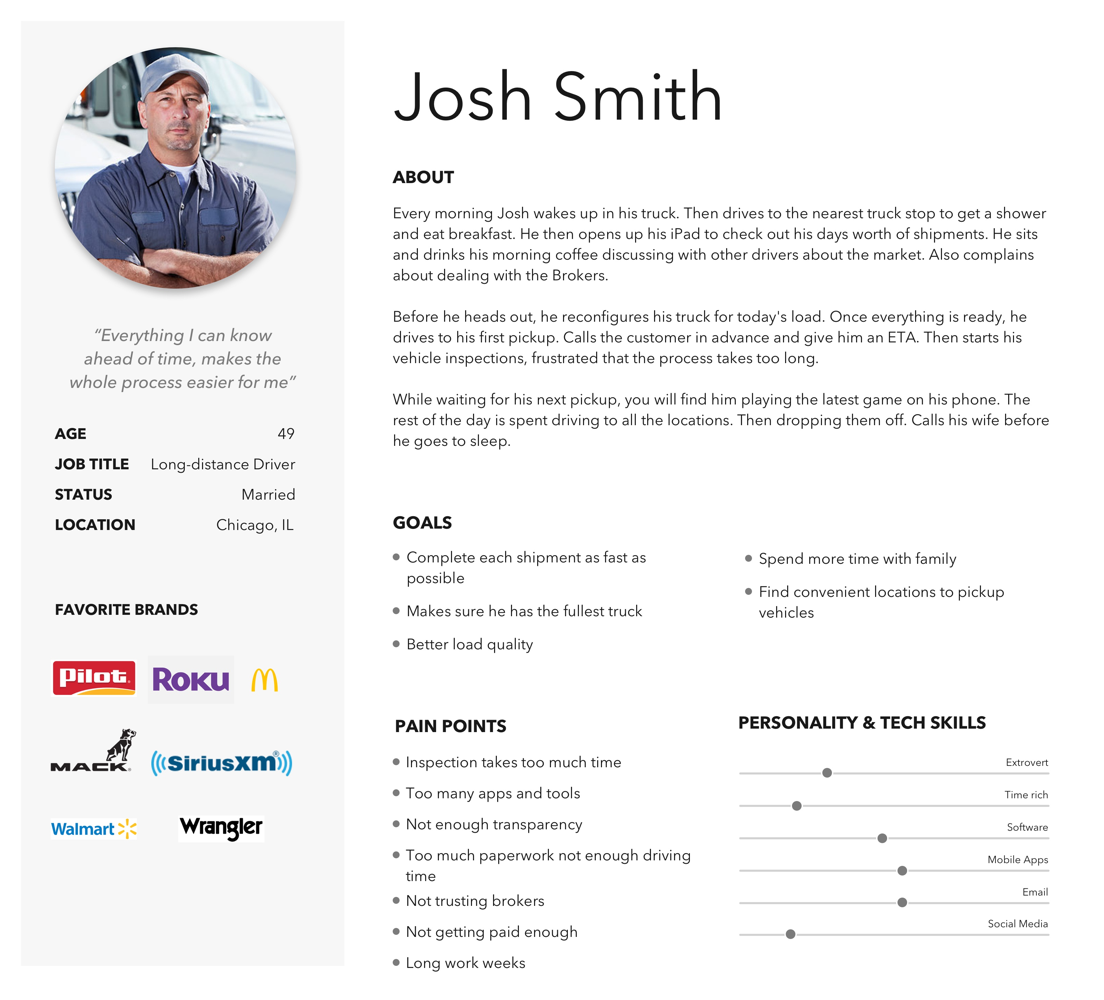 Josh Smith
ABOUT
Every morning Josh wakes up in his truck. Then drives to the nearest truck stop to get a shower
and eat breakfast. He then opens up his iPad to check out his days worth of shipments. He sits
and drinks his morning coffee discussing with other drivers about the market. Also complains
about dealing with the Brokers.
Before he heads out, he reconfigures his truck for today's load. Once everything is ready, he
drives to his first pickup. Calls the customer in advance and give him an ETA. Then starts his
vehicle inspections, frustrated that the process takes too long.
While waiting for his next pickup, you will find him playing the latest game on his phone. The
rest of the day is spent driving to all the locations. Then dropping them off. Calls his wife before
he goes to sleep.
“Everything I can know
ahead of time, makes the
whole process easier for me”
AGE 49
JOB TITLE Long-distance Driver
STATUS Married
LOCATION Chicago, IL
FAVORITE BRANDS
Pilot
ROKU
MACK®
SiriusXM®
Walmart
Wrangler
GOALS
Complete each shipment as fast as
possible
Makes sure he has the fullest truck
Better load quality
Spend more time with family
Find convenient locations to pickup
vehicles
PAIN POINTS
Inspection takes too much time
Too many apps and tools
Not enough transparency
Too much paperwork not enough driving
time
Not trusting brokers
Not getting paid enough
Long work weeks
PERSONALITY & TECH SKILLS
Extrovert
Time rich
Software
Mobile Apps
Email
Social Media